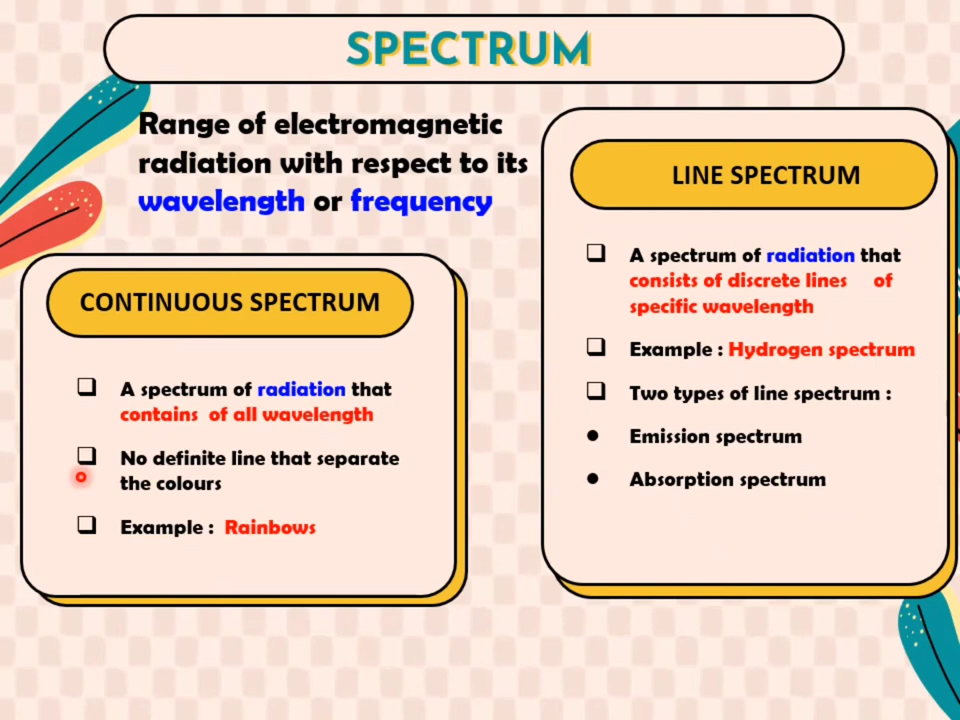 SPECTRUM
Range of electromagnetic
radiation with respect to its
wavelength or frequency
CONTINUOUS SPECTRUM
A spectrum of radiation that
contains of all wavelength
No definite line that separate
the colours
Example : Rainbows
LINE SPECTRUM
A spectrum of radiation that
consists of discrete lines of
specific wavelength
Example : Hydrogen spectrum
Two types of line spectrum :
Emission spectrum
Absorption spectrum